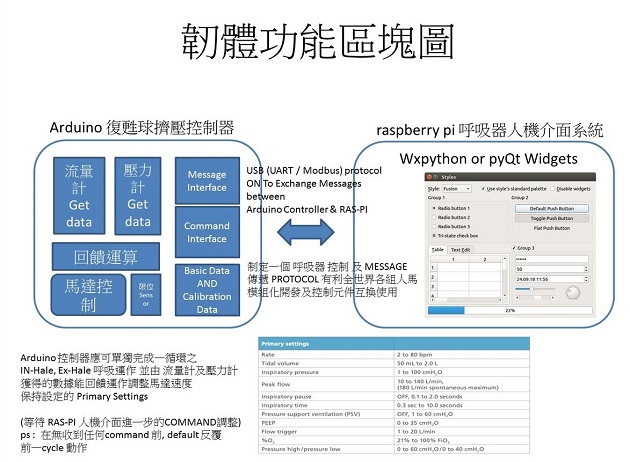 韌體功能區塊圖
Arduino 復甦球擠壓控制器
流量
計
Get
data
壓力
計
Get
data
Message
Interface
Command
Interface
回饋運算
馬達控
制
限位
Sens
or
Basic Data
AND
Calibration
Data
USB (UART / Modbus) protocol
ON To Exchange Messages
between
Arduino Controller & RAS-PI
制定一個 呼吸器 控制 及 MESSAGE
傳遞 PROTOCOL 有利全世界各組人馬
模組化開發及控制元件互換使用
raspberry pi 呼吸器人機介面系統
Wxpython or pyQt Widgets
Styles
Style: Fusion
Use style's standard palette
Disable widgets
Group 1
Radio button 1
Radio button 2
Radio button 3
Tri-state check box
Group 2
Default Push Button
Toggle Push Button
Flat Push Button
Table
Text Edit
1 2
1
2
3
4
Group 3
••••••
50
24.09.18 11:56
22%
Arduino 控制器應可單獨完成一循環之
IN-Hale, Ex-Hale 呼吸運作 並由 流量計及壓力計
獲得的數據能回饋運作調整馬達速度
保持設定的 Primary Settings
(等待 RAS-PI 人機介面進一步的COMMAND調整)
ps : 在無收到任何command 前, default 反覆
前一cycle 動作
Primary settings
Rate 2 to 80 bpm
Tidal volume 50 mL to 2.0 L
Inspiratory pressure 1 to 100 cmH₂O
Peak flow 10 to 140 L/min,
(180 L/min spontaneous maximum)
Inspiratory pause OFF, 0.1 to 2.0 seconds
Inspiratory time 0.3 sec to 10.0 seconds
Pressure support ventilation (PSV) OFF, 1 to 60 cmH₂O
PEEP 0 to 35 cmH₂O
Flow trigger 1 to 20 L/min
%O₂ 21% to 100% FiO₂
Pressure high/pressure low 0 to 60 cmH₂O/0 to 40 cmH₂O